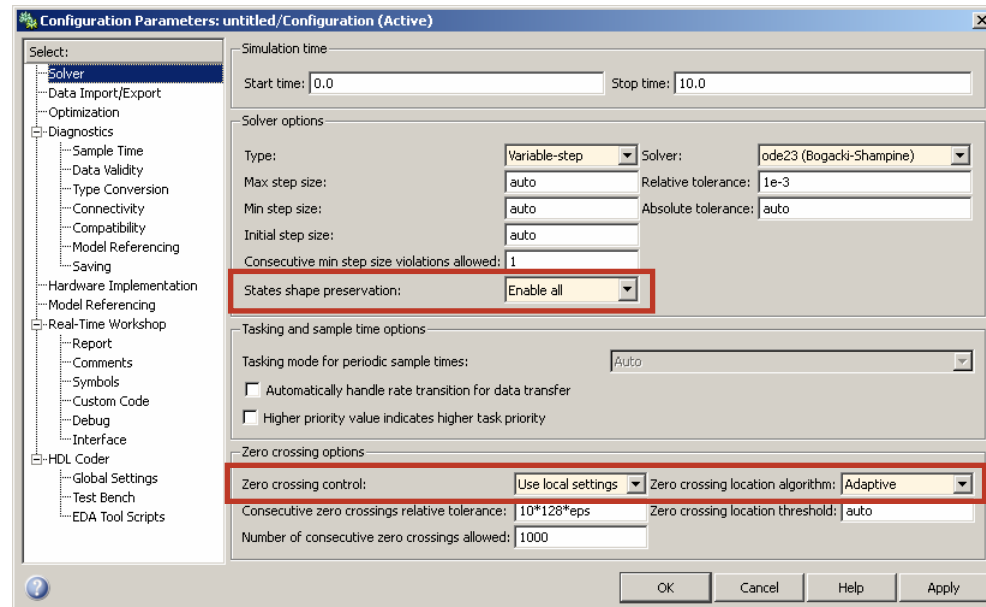 Configuration Parameters: untitled/Configuration (Active)
Select:
Solver
Data Import/Export
Optimization
Diagnostics
Sample Time
Data Validity
Type Conversion
Connectivity
Compatibility
Model Referencing
Saving
Hardware Implementation
Model Referencing
Real-Time Workshop
Report
Comments
Symbols
Custom Code
Debug
Interface
HDL Coder
Global Settings
Test Bench
EDA Tool Scripts
Simulation time
Start time: 0.0 Stop time: 10.0
Solver options
Type: Variable-step Solver: ode23 (Bogacki-Shampine)
Max step size: auto Relative tolerance: 1e-3
Min step size: auto Absolute tolerance: auto
Initial step size: auto
Consecutive min step size violations allowed: 1
States shape preservation: Enable all
Tasking and sample time options
Tasking mode for periodic sample times: Auto
Automatically handle rate transition for data transfer
Higher priority value indicates higher task priority
Zero crossing options
Zero crossing control: Use local settings Zero crossing location algorithm: Adaptive
Consecutive zero crossings relative tolerance: 10*128*eps Zero crossing location threshold: auto
Number of consecutive zero crossings allowed: 1000
OK Cancel Help Apply